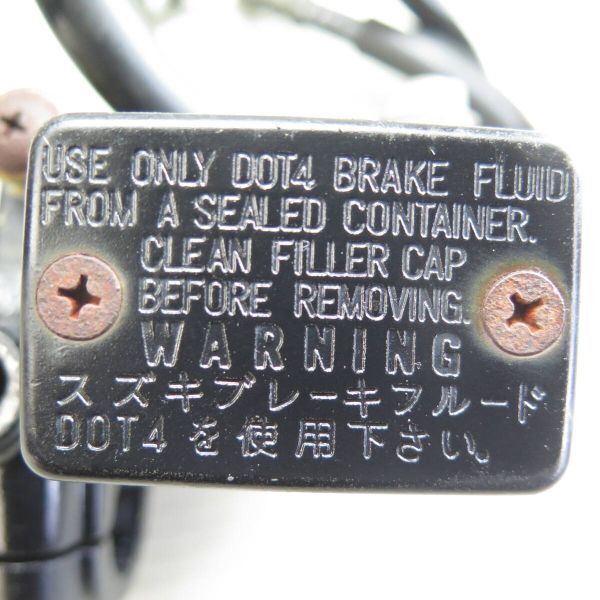 USE ONLY DOT4 BRAKE FLUID
FROM A SEALED CONTAINER.
CLEAN FILLER CAP
BEFORE REMOVING.
WARNING
スズキブレーキフルード
DOT4を使用下さい。